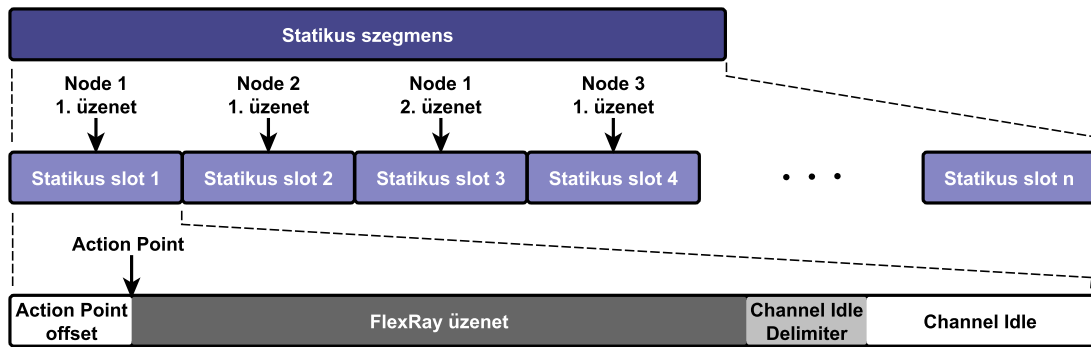 Statikus szegmens
Node 1
1. üzenet
Node 2
1. üzenet
Node 1
2. üzenet
Node 3
1. üzenet
Statikus slot 1
Statikus slot 2
Statikus slot 3
Statikus slot 4
• • •
Statikus slot n
Action Point
Action Point
offset
FlexRay üzenet
Channel Idle
Delimiter
Channel Idle